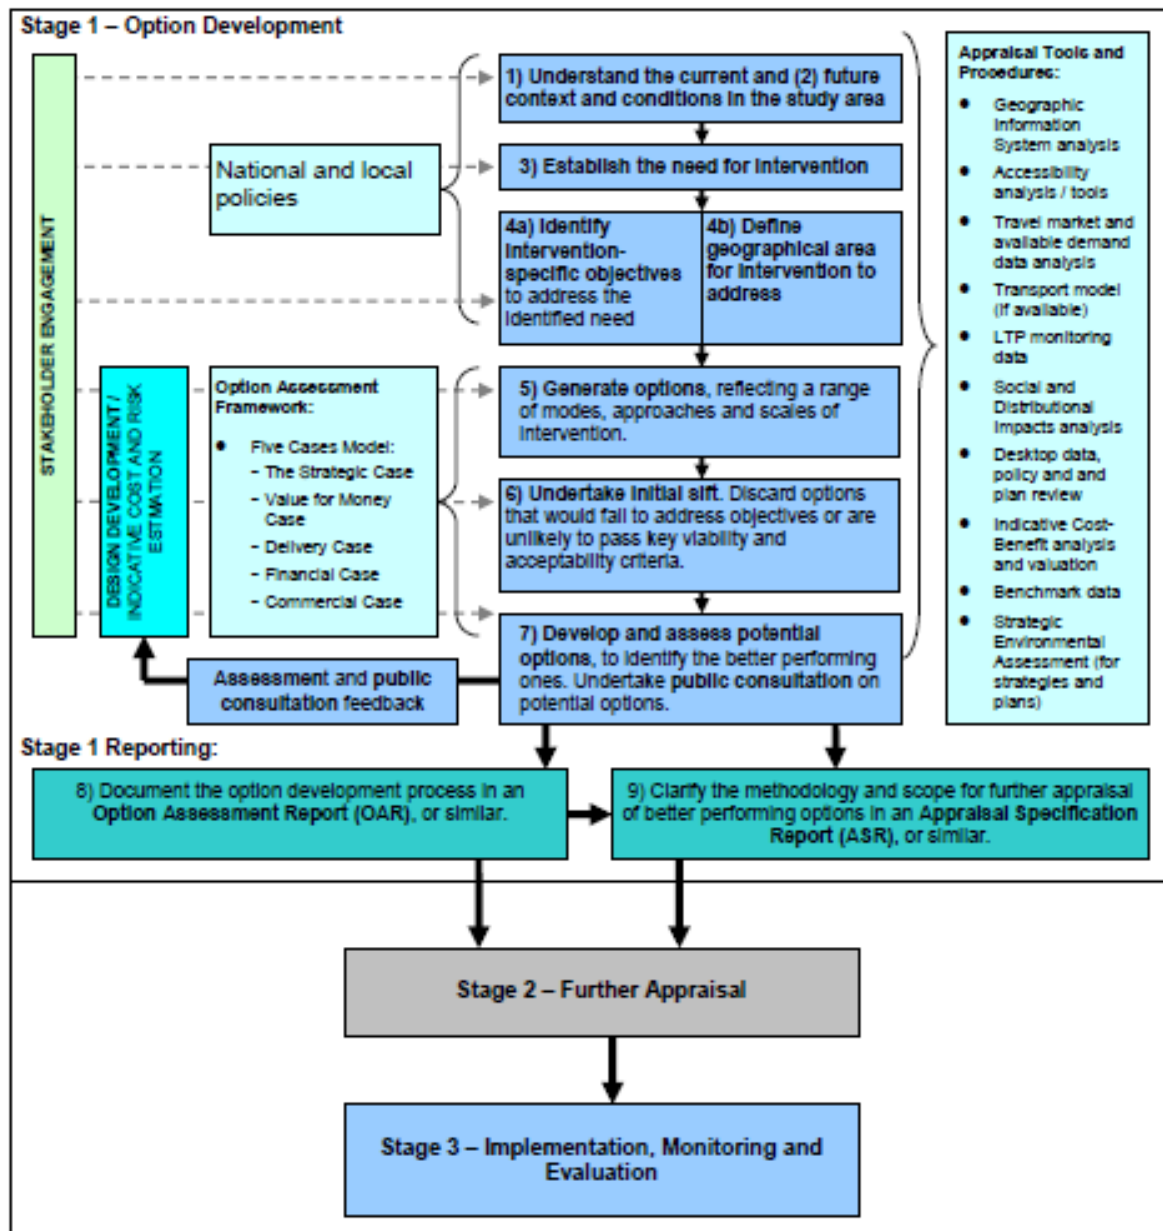 Stage 1 – Option Development
STAKEHOLDER ENGAGEMENT
National and local
policies
1) Understand the current and (2) future
context and conditions in the study area
3) Establish the need for Intervention
4a) Identify
Intervention-
specific objectives
to address the
Identified need
4b) Define
geographical area
for Intervention to
address
DESIGN DEVELOPMENT /
INDICATIVE COST AND RISK
ESTIMATION
Option Assessment
Framework:
• Five Cases Model:
- The Strategic Case
- Value for Money
Case
- Delivery Case
- Financial Case
- Commercial Case
5) Generate options, reflecting a range
of modes, approaches and scales of
Intervention.
6) Undertake Initial sift. Discard options
that would fail to address objectives or are
unlikely to pass key viability and
acceptability criteria.
7) Develop and assess potential
options, to identify the better performing
ones. Undertake public consultation on
potential options.
Assessment and public
consultation feedback
Appraisal Tools and
Procedures:
• Geographic
Information
System analysis
• Accessibility
analysis / tools
• Travel market and
available demand
data analysis
• Transport model
(If available)
• LTP monitoring
data
• Social and
Distributional
Impacts analysis
• Desktop data,
policy and and
plan review
• Indicative Cost-
Benefit analysis
and valuation
• Benchmark data
• Strategic
Environmental
Assessment (for
strategies and
plans)
Stage 1 Reporting:
8) Document the option development process in an
Option Assessment Report (OAR), or similar.
9) Clarify the methodology and scope for further appraisal
of better performing options in an Appraisal Specification
Report (ASR), or similar.
Stage 2 – Further Appraisal
Stage 3 – Implementation, Monitoring and
Evaluation